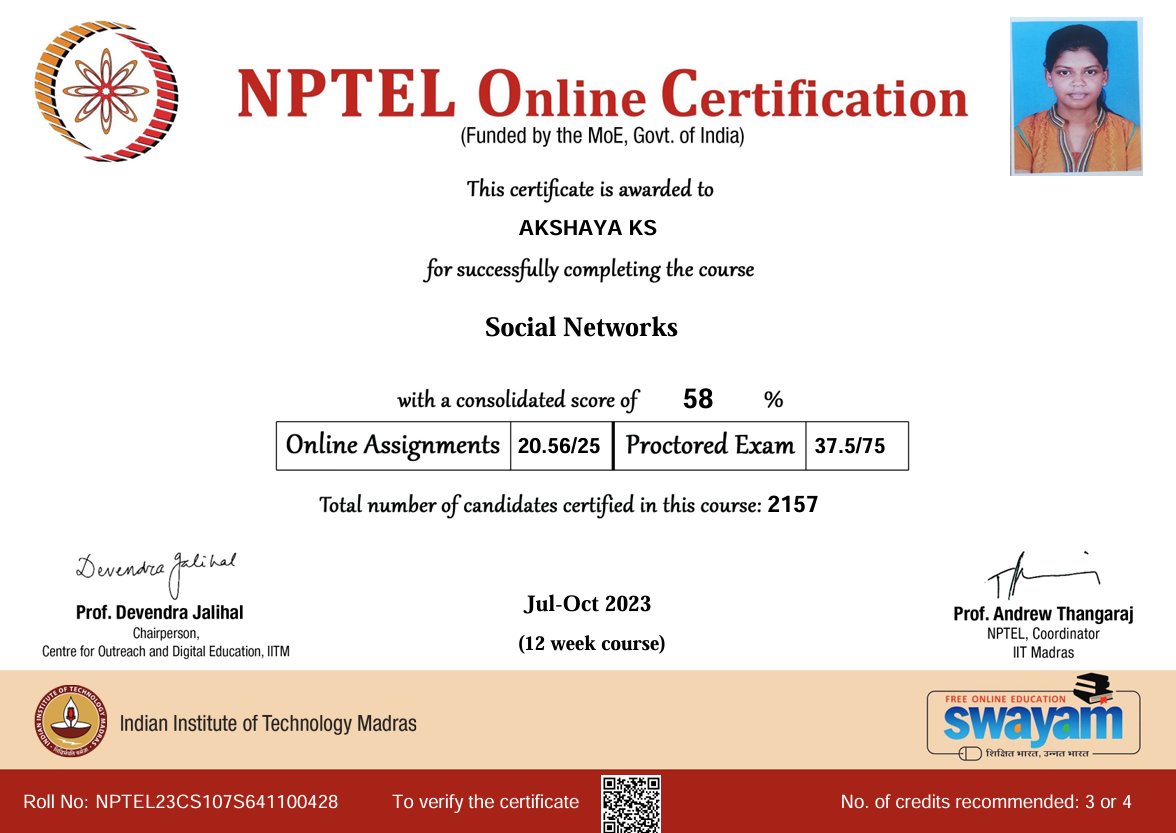 NPTEL Online Certification
(Funded by the MoE, Govt. of India)
This certificate is awarded to
AKSHAYA KS
for successfully completing the course
Social Networks
with a consolidated score of 58 %
Online Assignments 20.56/25 Proctored Exam 37.5/75
Total number of candidates certified in this course: 2157
Devendra Jalihal
Prof. Devendra Jalihal
Chairperson,
Centre for Outreach and Digital Education, IITM
Jul-Oct 2023
(12 week course)
Prof. Andrew Thangaraj
NPTEL, Coordinator
IIT Madras
INDIAN INSTITUTE OF TECHNOLOGY MADRAS
Indian Institute of Technology Madras
FREE ONLINE EDUCATION
swayam
शिक्षित भारत, उन्नत भारत
Roll No: NPTEL23CS107S641100428
To verify the certificate
No. of credits recommended: 3 or 4